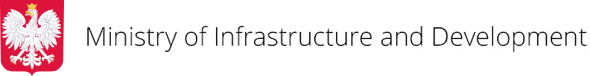 Ministry of Infrastructure and Development